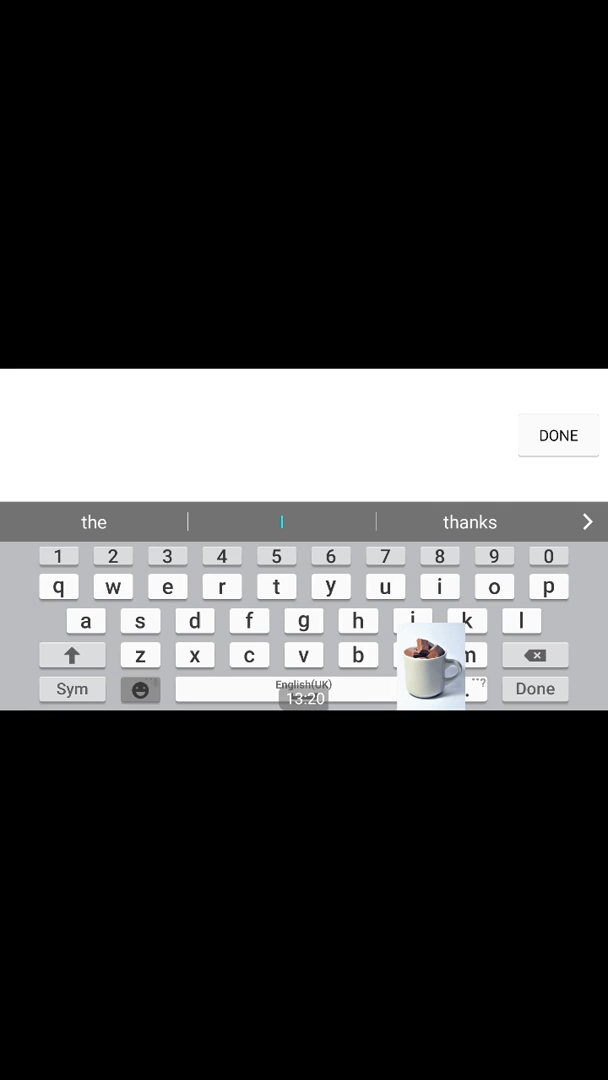 DONE
the I thanks
1 2 3 4 5 6 7 8 9 0
q w e r t y u i o p
a s d f g h j k l
z x c v b m
Sym English(UK) . ? Done
13:20